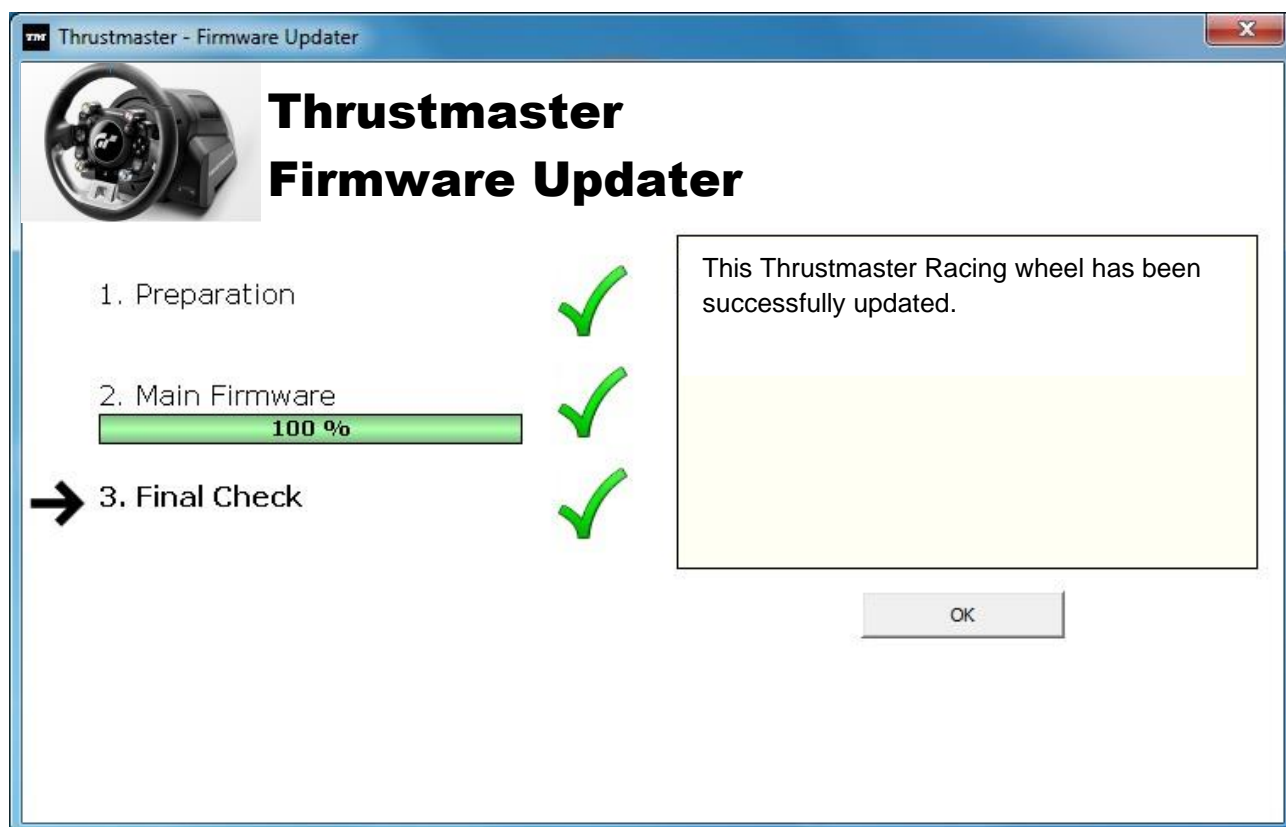 TM Thrustmaster - Firmware Updater
Thrustmaster
Firmware Updater
1. Preparation
2. Main Firmware
100 %
3. Final Check
This Thrustmaster Racing wheel has been
successfully updated.
OK